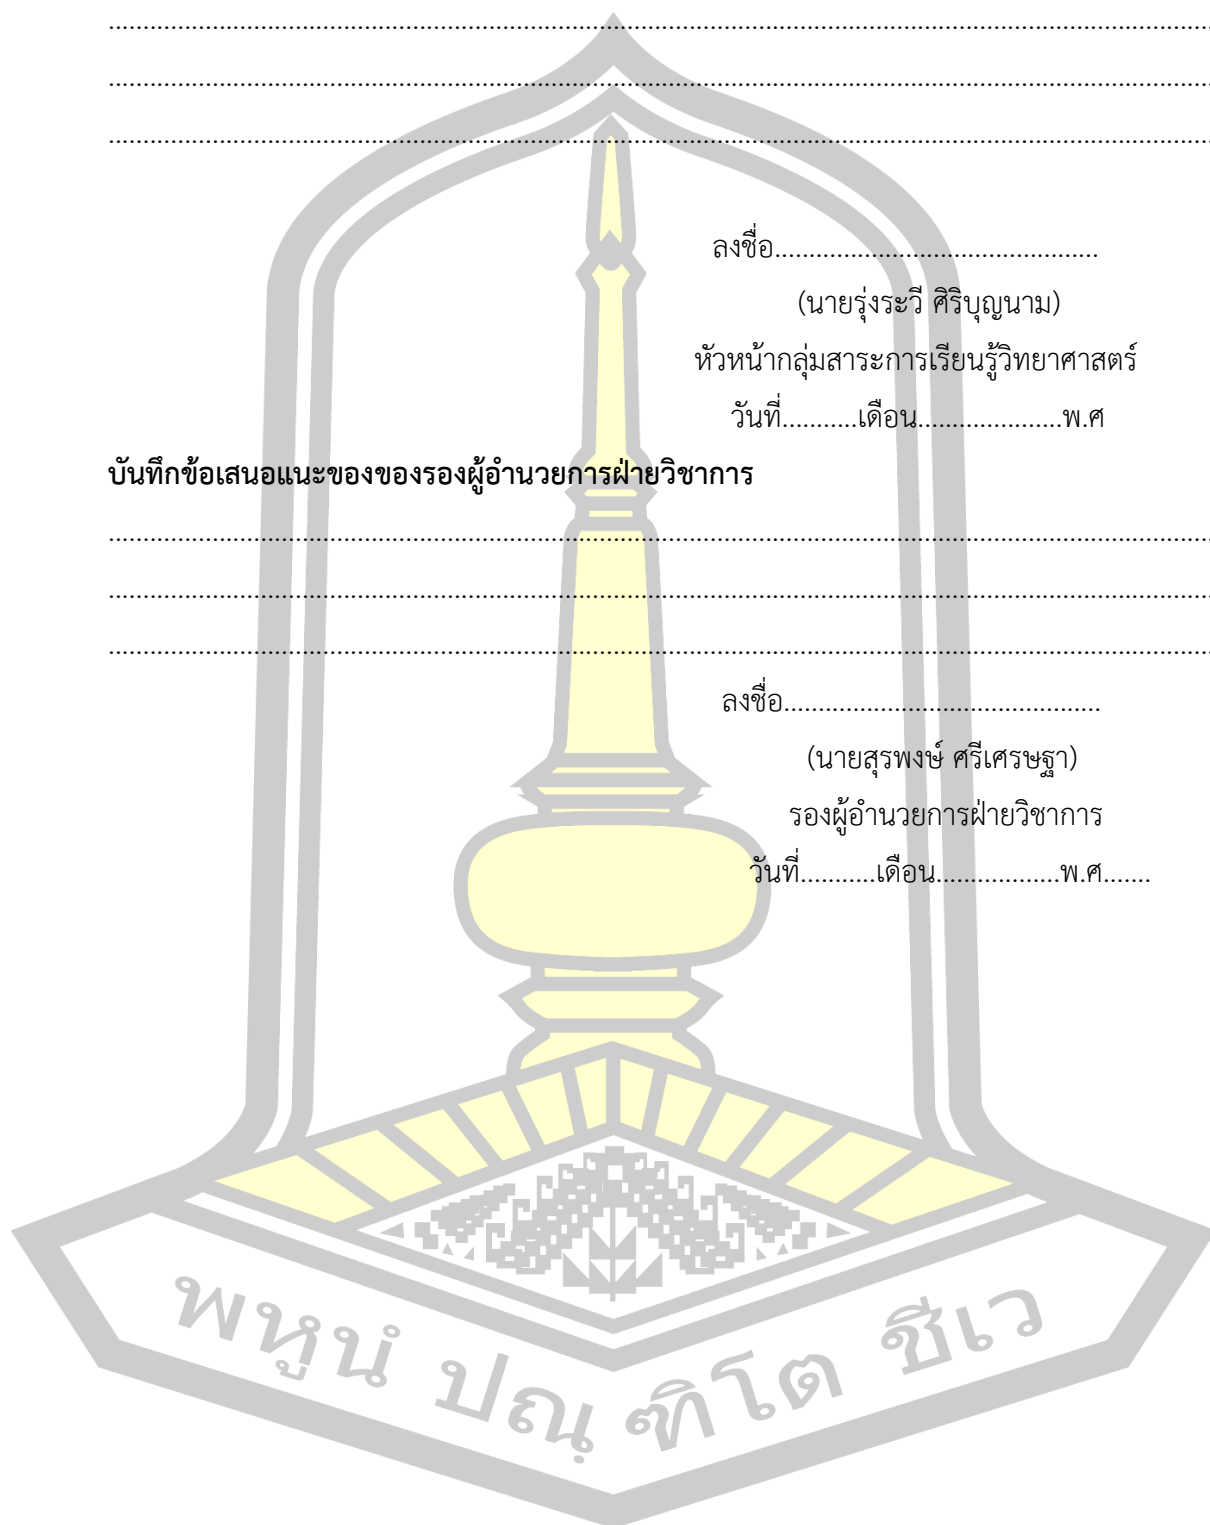 ................................................................................................................................................................
................................................................................................................................................................
................................................................................................................................................................
ลงชื่อ...............................................
(นายรุ่งระวี ศิริบุญนาม)
หัวหน้ากลุ่มสาระการเรียนรู้วิทยาศาสตร์
วันที่...........เดือน.....................พ.ศ
บันทึกข้อเสนอแนะของของรองผู้อำนวยการฝ่ายวิชาการ
................................................................................................................................................................
................................................................................................................................................................
................................................................................................................................................................
ลงชื่อ..............................................
(นายสุรพงษ์ ศรีเศรษฐา)
รองผู้อำนวยการฝ่ายวิชาการ
วันที่...........เดือน..................พ.ศ.......
พหูนํ ปณฺฑิโต ชีเว